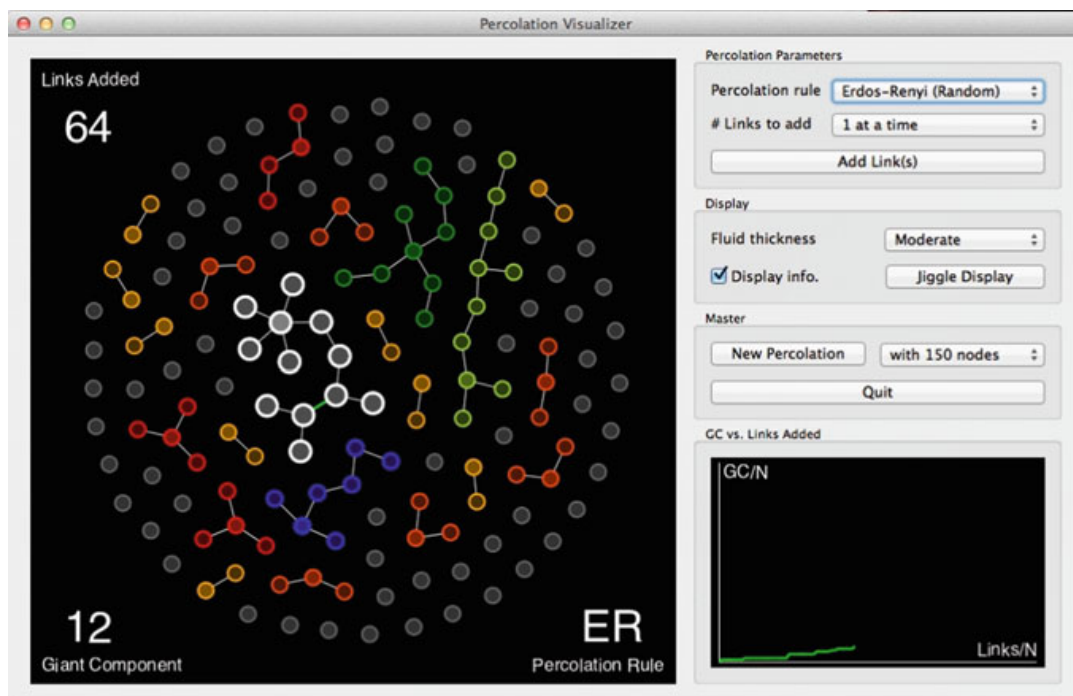 Percolation Visualizer
Links Added
64
12
Giant Component
ER
Percolation Rule
Percolation Parameters
Percolation rule Erdos-Renyi (Random)
# Links to add 1 at a time
Add Link(s)
Display
Fluid thickness Moderate
Display info. Jiggle Display
Master
New Percolation with 150 nodes
Quit
GC vs. Links Added
GC/N
Links/N